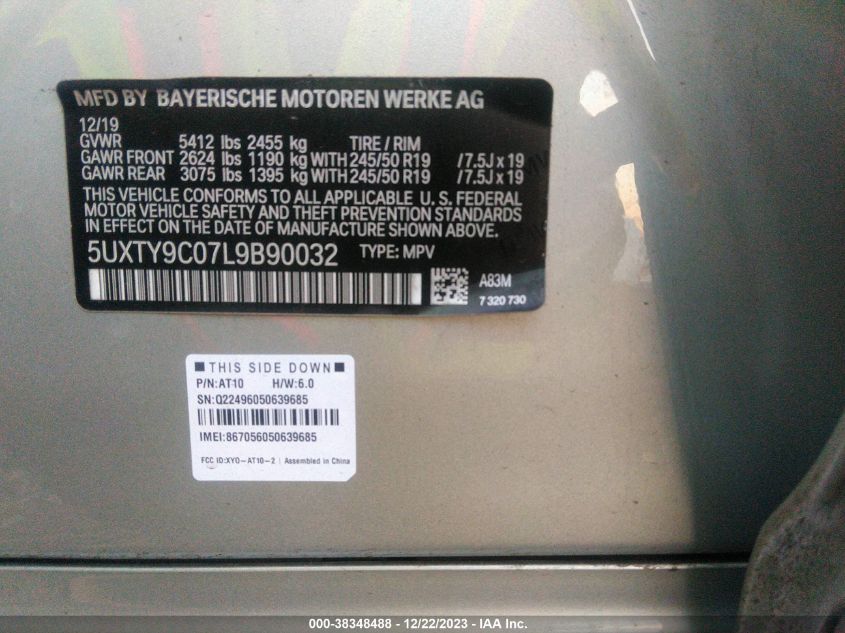 MFD BY BAYERISCHE MOTOREN WERKE AG
12/19
GVWR 5412 lbs 2455 kg TIRE / RIM
GAWR FRONT 2624 lbs 1190 kg WITH 245/50 R19 /7.5J x 19
GAWR REAR 3075 lbs 1395 kg WITH 245/50 R19 /7.5J x 19
THIS VEHICLE CONFORMS TO ALL APPLICABLE U. S. FEDERAL
MOTOR VEHICLE SAFETY AND THEFT PREVENTION STANDARDS
IN EFFECT ON THE DATE OF MANUFACTURE SHOWN ABOVE.
5UXTY9C07L9B90032 TYPE: MPV
A83M
7 320 730
THIS SIDE DOWN
P/N:AT10 H/W:6.0
SN:Q22496050639685
IMEI:867056050639685
FCC ID:XYO-AT10-2 | Assembled in China
000-38348488 - 12/22/2023 - IAA Inc.